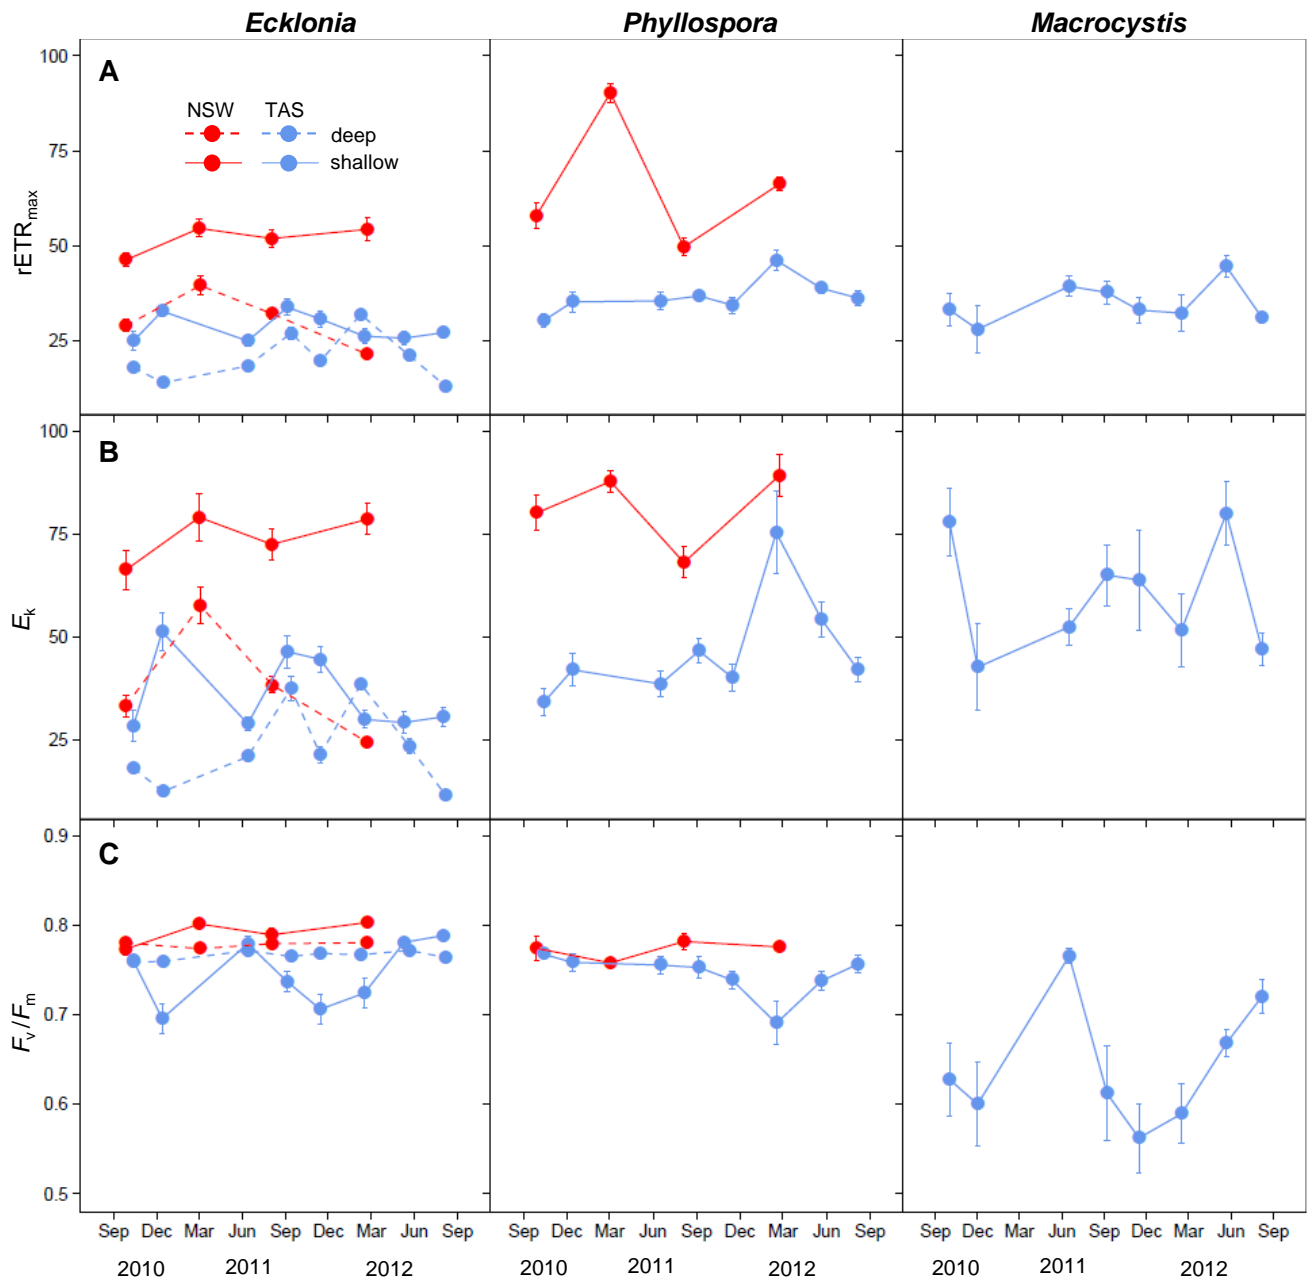 Ecklonia Phyllospora Macrocystis
A
NSW TAS
deep
shallow
100
75
50
25
rETRmax
B
100
75
50
25
Ek
C
0.9
0.8
0.7
0.6
0.5
Fv/Fm
Sep Dec Mar Jun Sep Dec Mar Jun Sep Sep Dec Mar Jun Sep Dec Mar Jun Sep Sep Dec Mar Jun Sep Dec Mar Jun Sep
2010 2011 2012 2010 2011 2012 2010 2011 2012